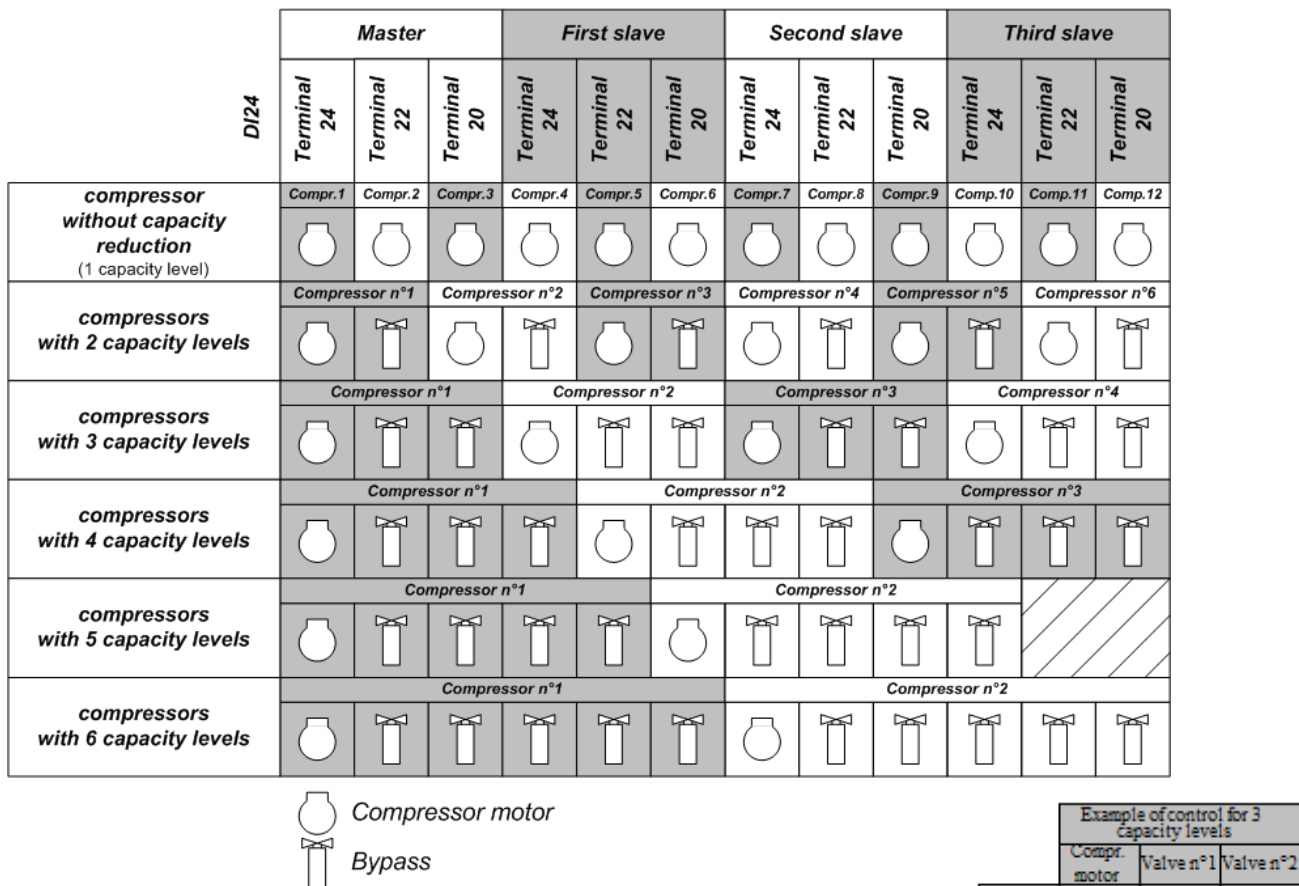 Master First slave Second slave Third slave
DI24 Terminal 24 Terminal 22 Terminal 20 Terminal 24 Terminal 22 Terminal 20 Terminal 24 Terminal 22 Terminal 20 Terminal 24 Terminal 22 Terminal 20
compressor
without capacity
reduction
(1 capacity level)
Compr.1 Compr.2 Compr.3 Compr.4 Compr.5 Compr.6 Compr.7 Compr.8 Compr.9 Comp.10 Comp.11 Comp.12
compressors
with 2 capacity levels
Compressor n°1 Compressor n°2 Compressor n°3 Compressor n°4 Compressor n°5 Compressor n°6
compressors
with 3 capacity levels
Compressor n°1 Compressor n°2 Compressor n°3 Compressor n°4
compressors
with 4 capacity levels
Compressor n°1 Compressor n°2 Compressor n°3
compressors
with 5 capacity levels
Compressor n°1 Compressor n°2
compressors
with 6 capacity levels
Compressor n°1 Compressor n°2
Compressor motor
Bypass
Example of control for 3
capacity levels
Compr.
motor
Valve n°1 Valve n°2